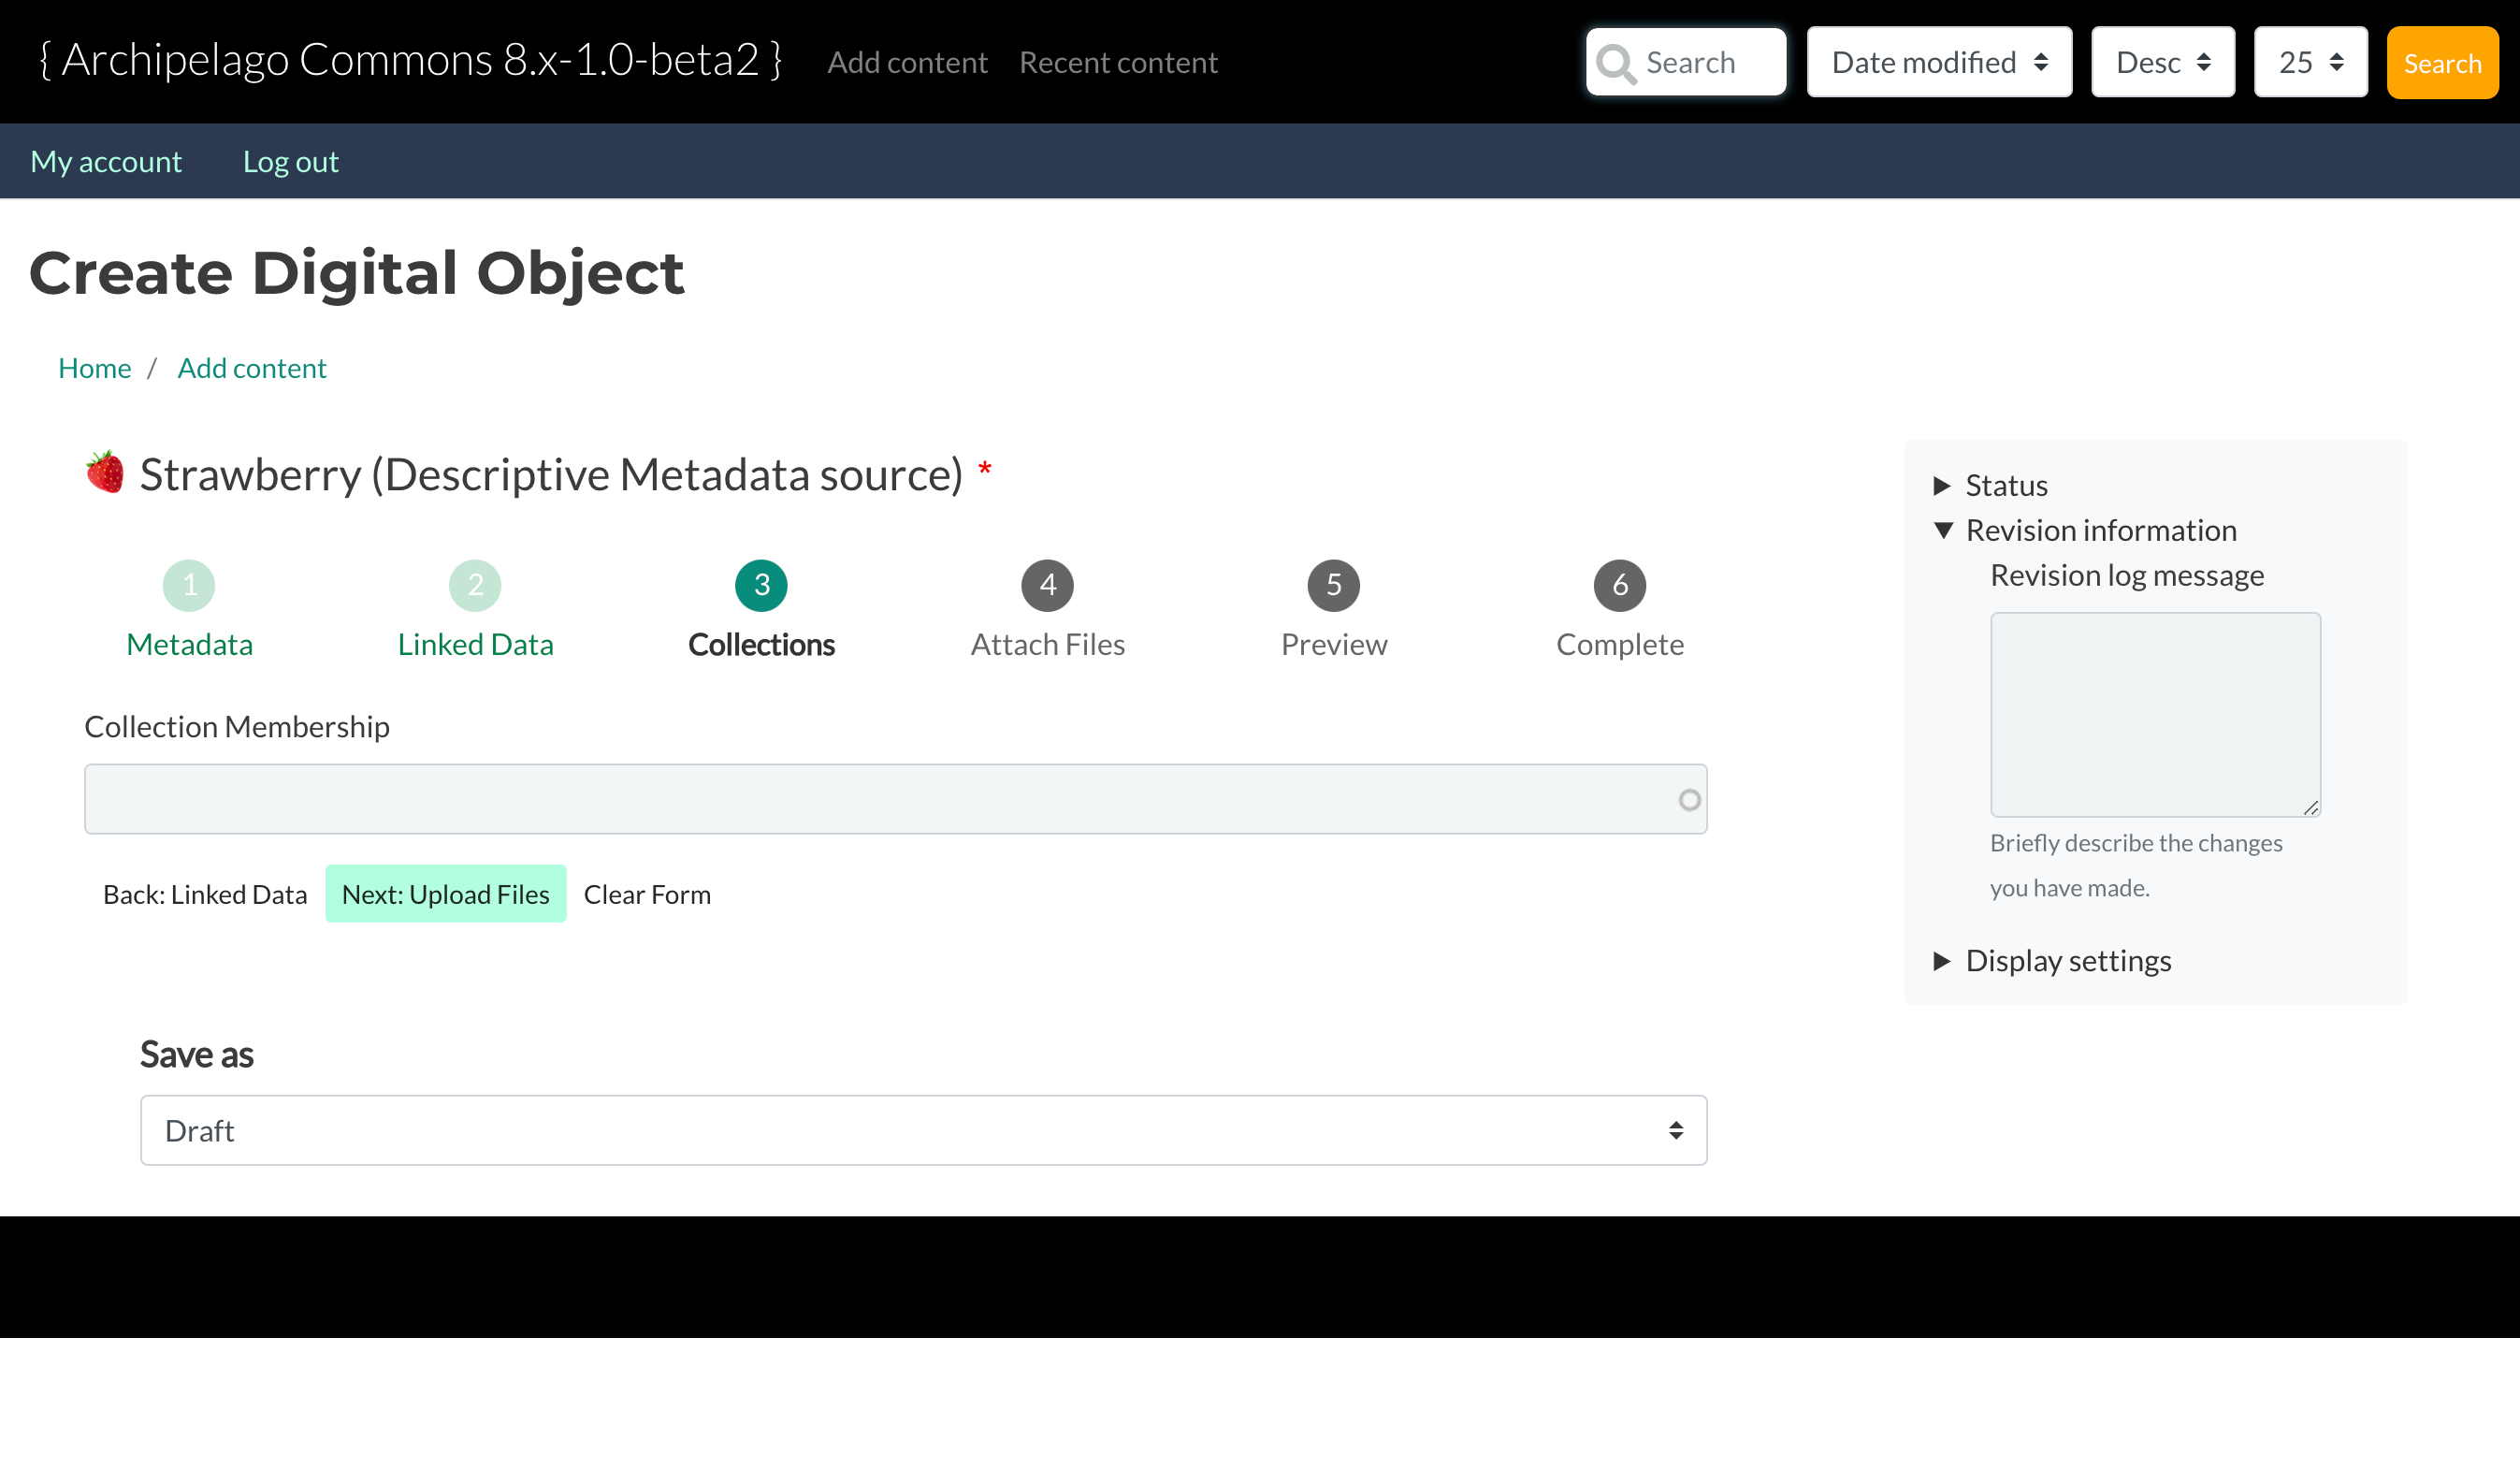 { Archipelago Commons 8.x-1.0-beta2 } Add content Recent content Search Date modified Desc 25 Search
My account Log out
Create Digital Object
Home / Add content
Strawberry (Descriptive Metadata source) *
1 2 3 4 5 6
Metadata Linked Data Collections Attach Files Preview Complete
Collection Membership
Back: Linked Data Next: Upload Files Clear Form
Save as
Draft
Status
Revision information
Revision log message
Briefly describe the changes
you have made.
Display settings